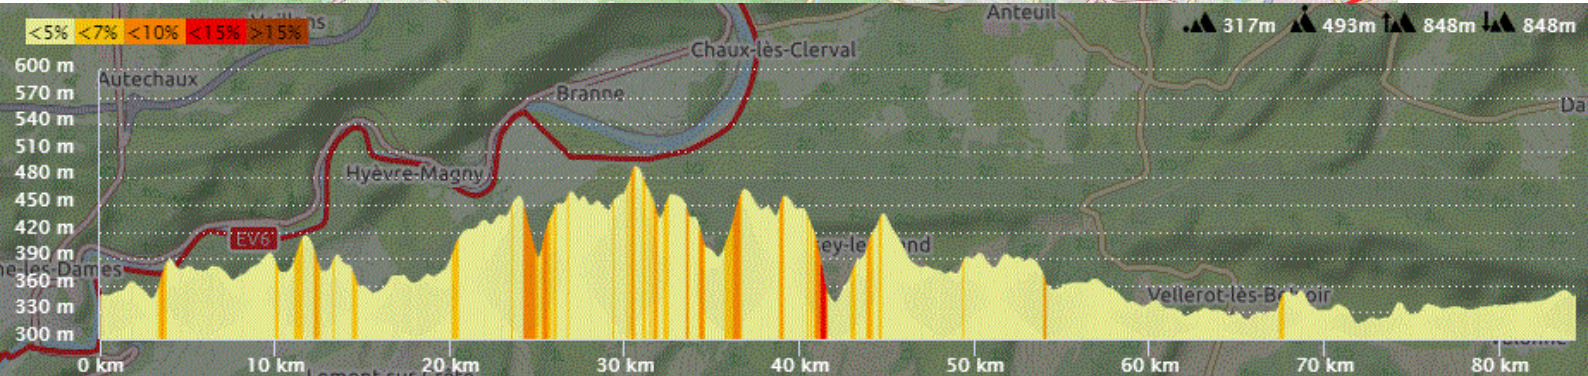 Anteuil
<5% <7% <10% <15% >15%
317m 493m 848m 848m
Chaux-lès-Clerval
600 m
Autechaux
570 m
Branne
540 m
510 m
480 m
Hyèvre-Magny
450 m
420 m
EV6
390 m
360 m
330 m
300 m
0 km 10 km 20 km 30 km 40 km 50 km 60 km 70 km 80 km